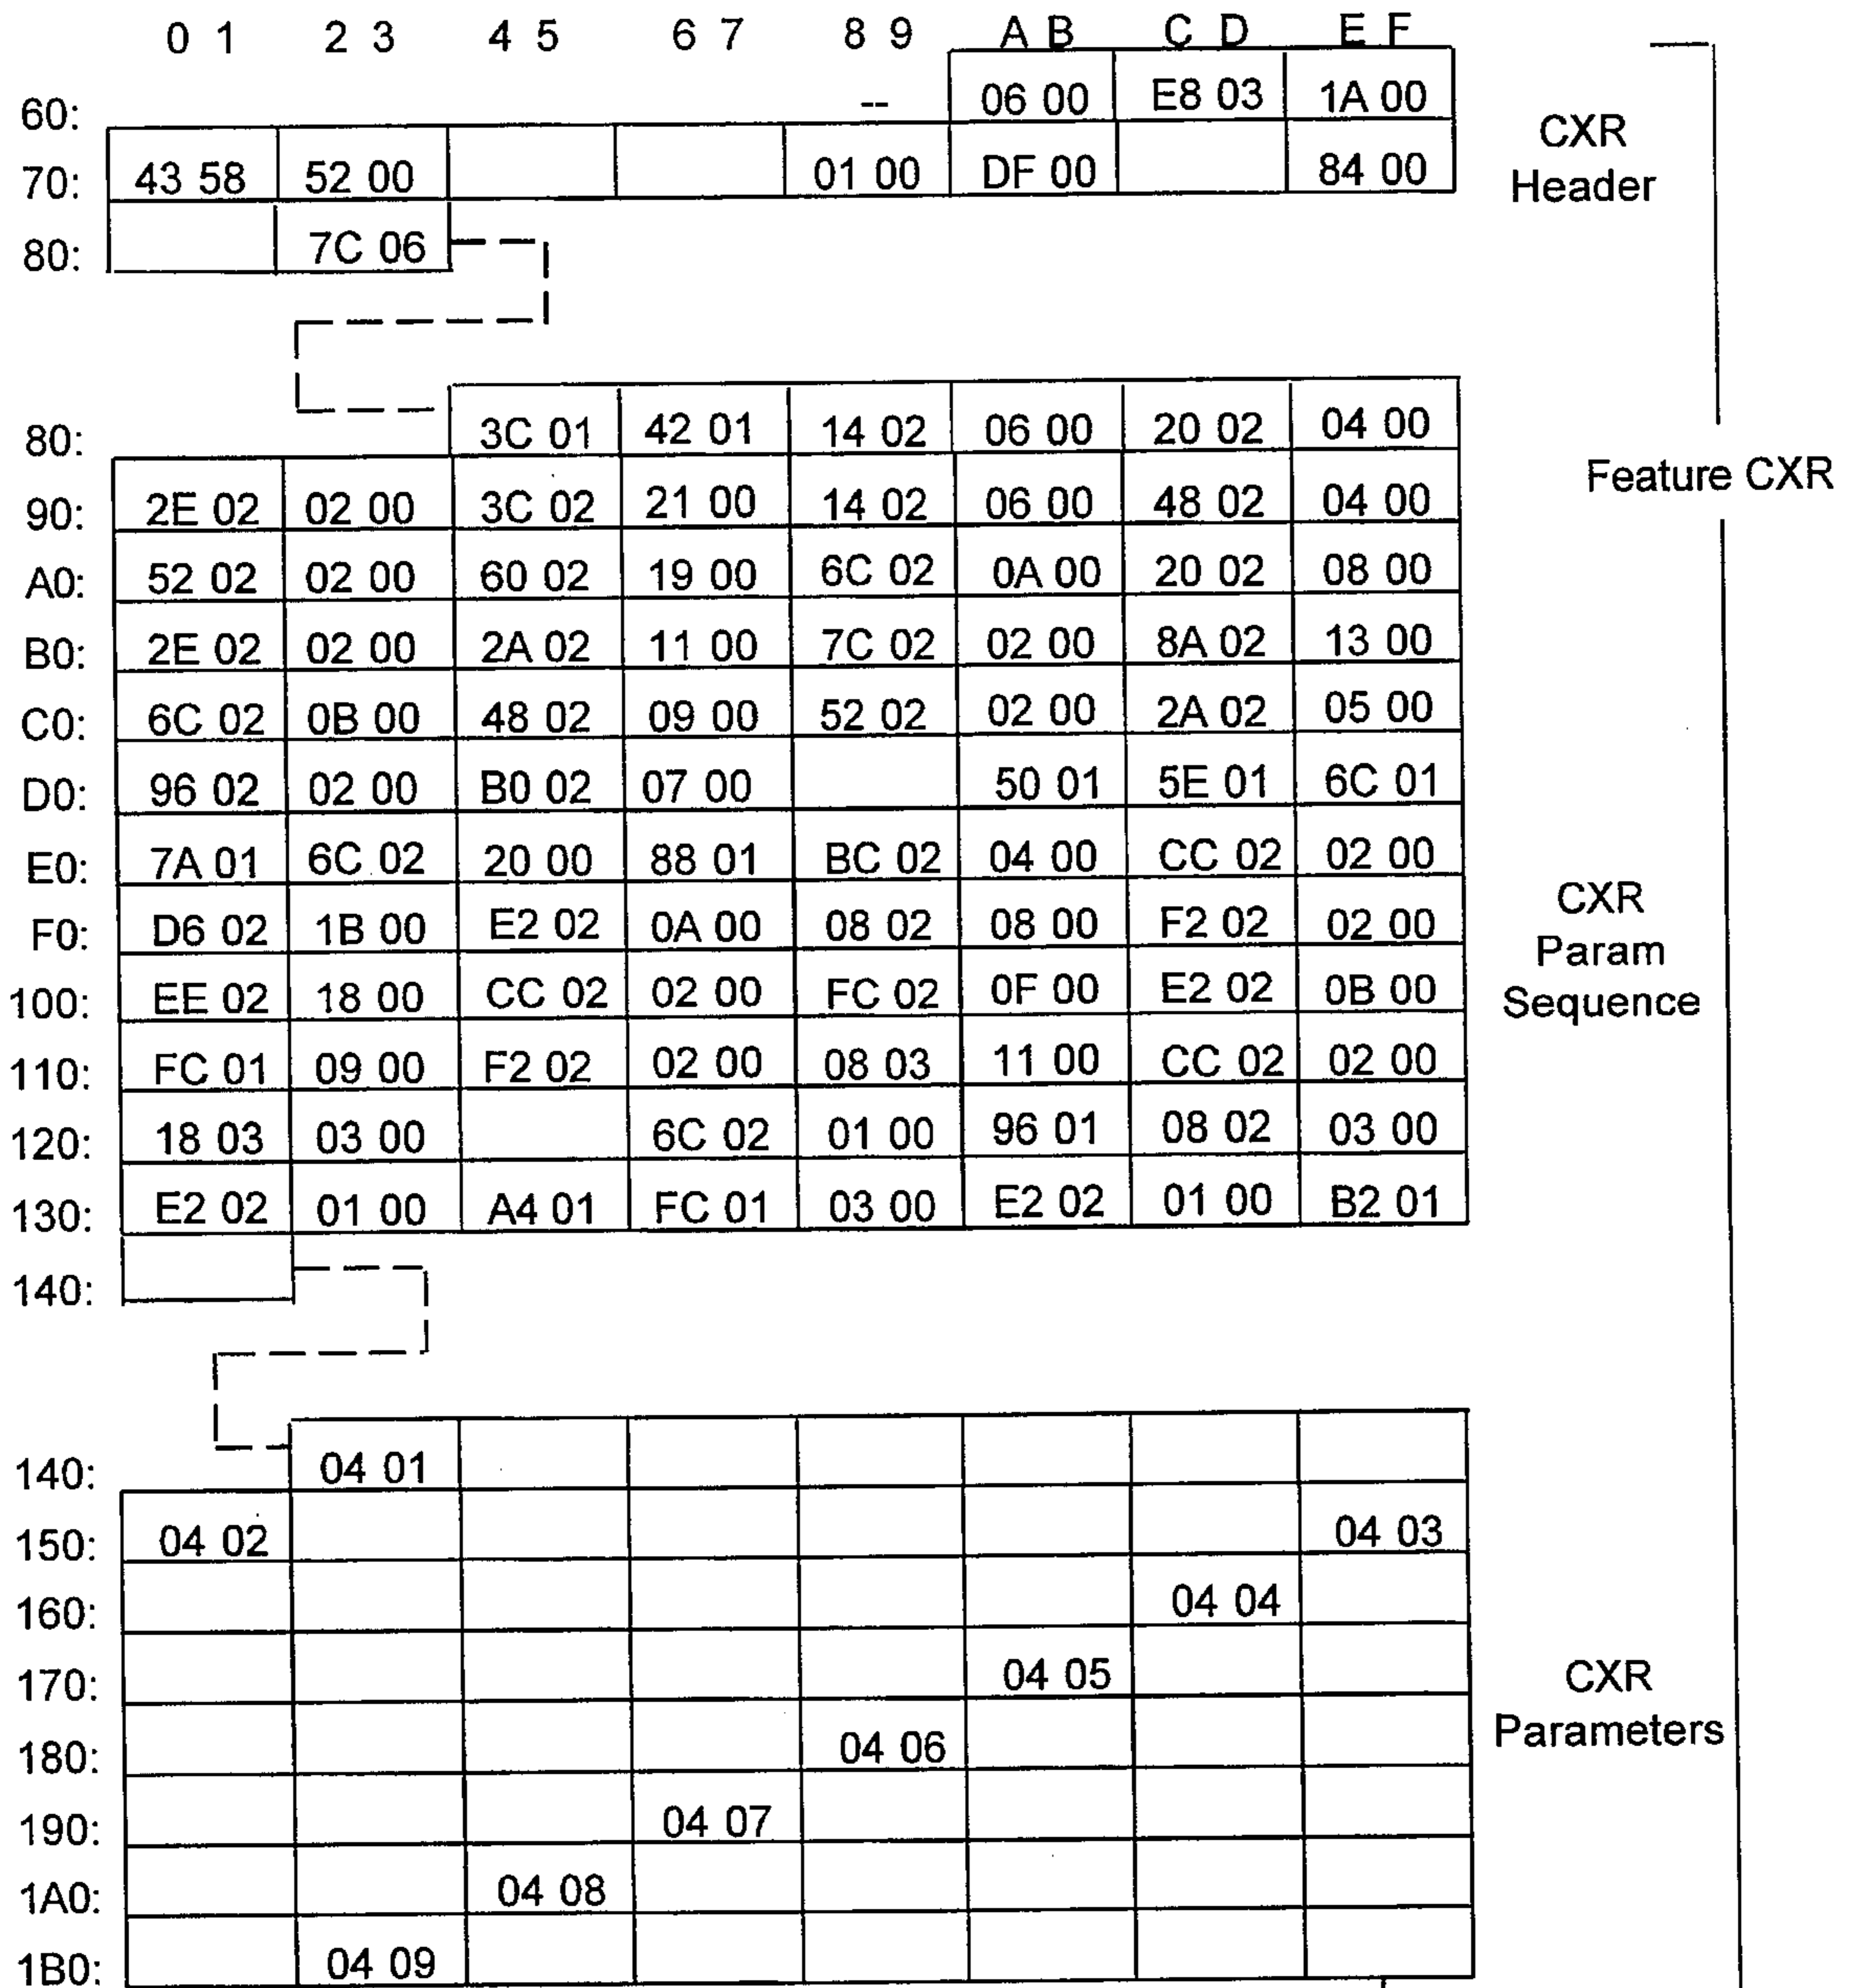 0 1 2 3 4 5 6 7 8 9 A B C D E F
60: -- 06 00 E8 03 1A 00
70: 43 58 52 00 01 00 DF 00 84 00
80: 7C 06
CXR
Header
80: 3C 01 42 01 14 02 06 00 20 02 04 00
90: 2E 02 02 00 3C 02 21 00 14 02 06 00 48 02 04 00
A0: 52 02 02 00 60 02 19 00 6C 02 0A 00 20 02 08 00
B0: 2E 02 02 00 2A 02 11 00 7C 02 02 00 8A 02 13 00
C0: 6C 02 0B 00 48 02 09 00 52 02 02 00 2A 02 05 00
D0: 96 02 02 00 B0 02 07 00 50 01 5E 01 6C 01
E0: 7A 01 6C 02 20 00 88 01 BC 02 04 00 CC 02 02 00
F0: D6 02 1B 00 E2 02 0A 00 08 02 08 00 F2 02 02 00
100: EE 02 18 00 CC 02 02 00 FC 02 0F 00 E2 02 0B 00
110: FC 01 09 00 F2 02 02 00 08 03 11 00 CC 02 02 00
120: 18 03 03 00 6C 02 01 00 96 01 08 02 03 00
130: E2 02 01 00 A4 01 FC 01 03 00 E2 02 01 00 B2 01
140:
Feature CXR
CXR
Param
Sequence
140: 04 01
150: 04 02 04 03
160: 04 04
170: 04 05
180: 04 06
190: 04 07
1A0: 04 08
1B0: 04 09
CXR
Parameters